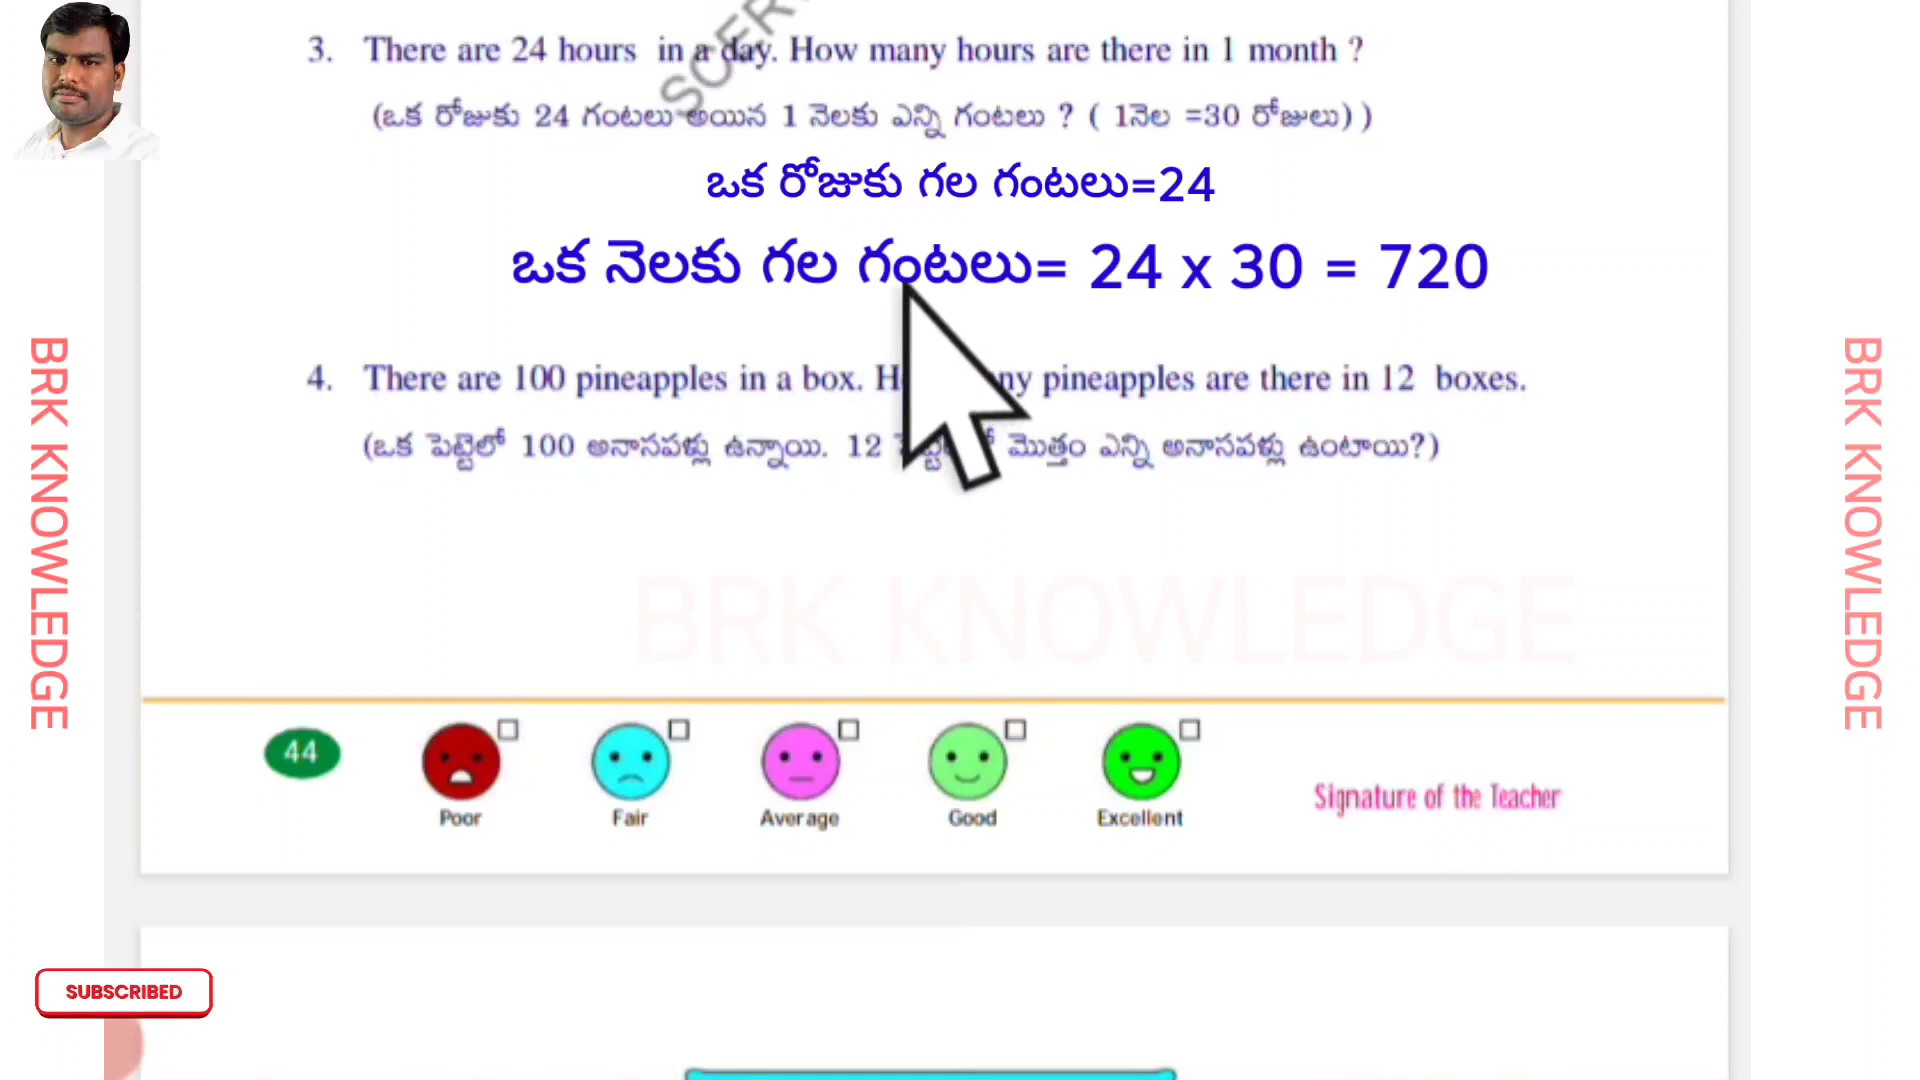 3. There are 24 hours in a day. How many hours are there in 1 month ?
(ఒక రోజుకు 24 గంటలు అయిన 1 నెలకు ఎన్ని గంటలు ? ( 1నెల =30 రోజులు) )
ఒక రోజుకు గల గంటలు=24
ఒక నెలకు గల గంటలు= 24 x 30 = 720
4. There are 100 pineapples in a box. pineapples are there in 12 boxes.
(ఒక పెట్టెలో 100 అనాసపళ్లు ఉన్నాయి. 12 మొత్తం ఎన్ని అనాసపళ్లు ఉంటాయి?)
BRK KNOWLEDGE
BRK KNOWLEDGE
BRK KNOWLEDGE
44
Poor
Fair
Average
Good
Excellent
Signature of the Teacher
SUBSCRIBED